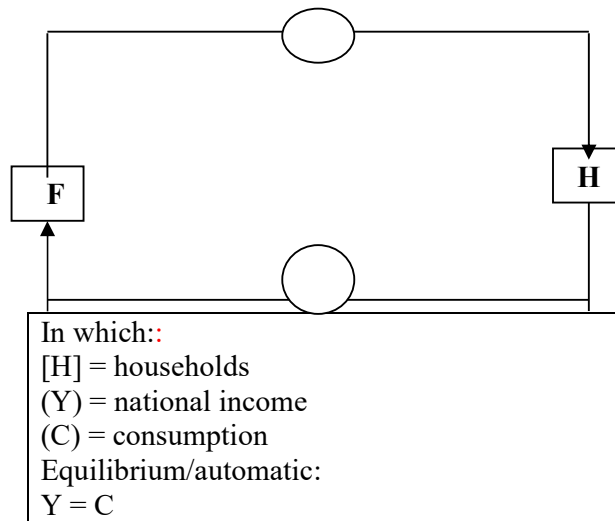 F
H
In which::
[H] = households
(Y) = national income
(C) = consumption
Equilibrium/automatic:
Y = C